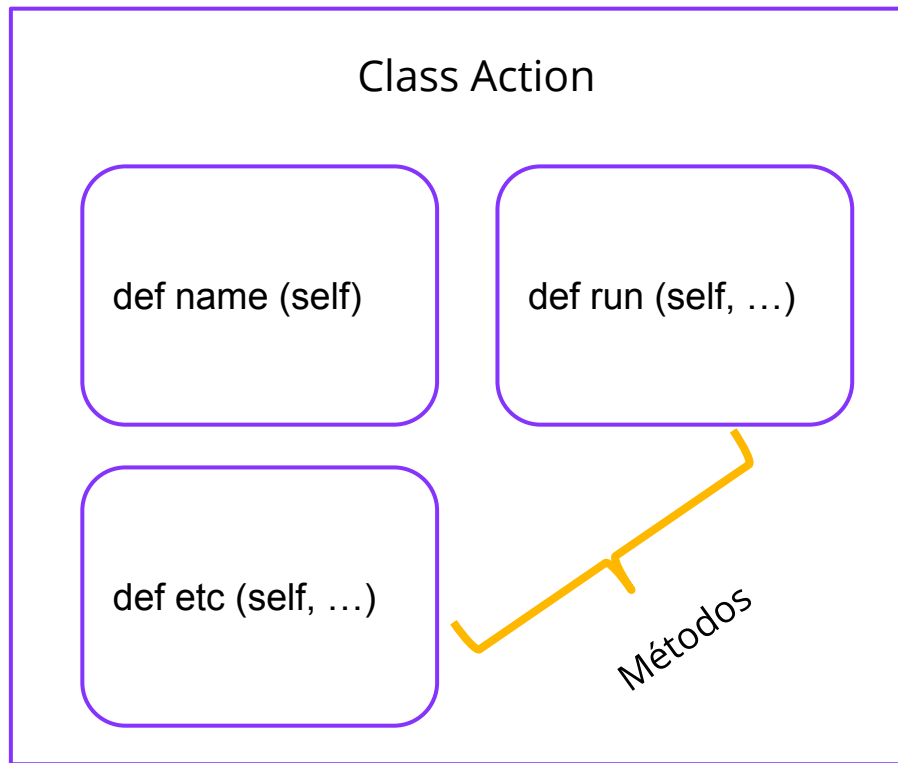 Class Action
def name (self)
def run (self, …)
def etc (self, …)
Métodos